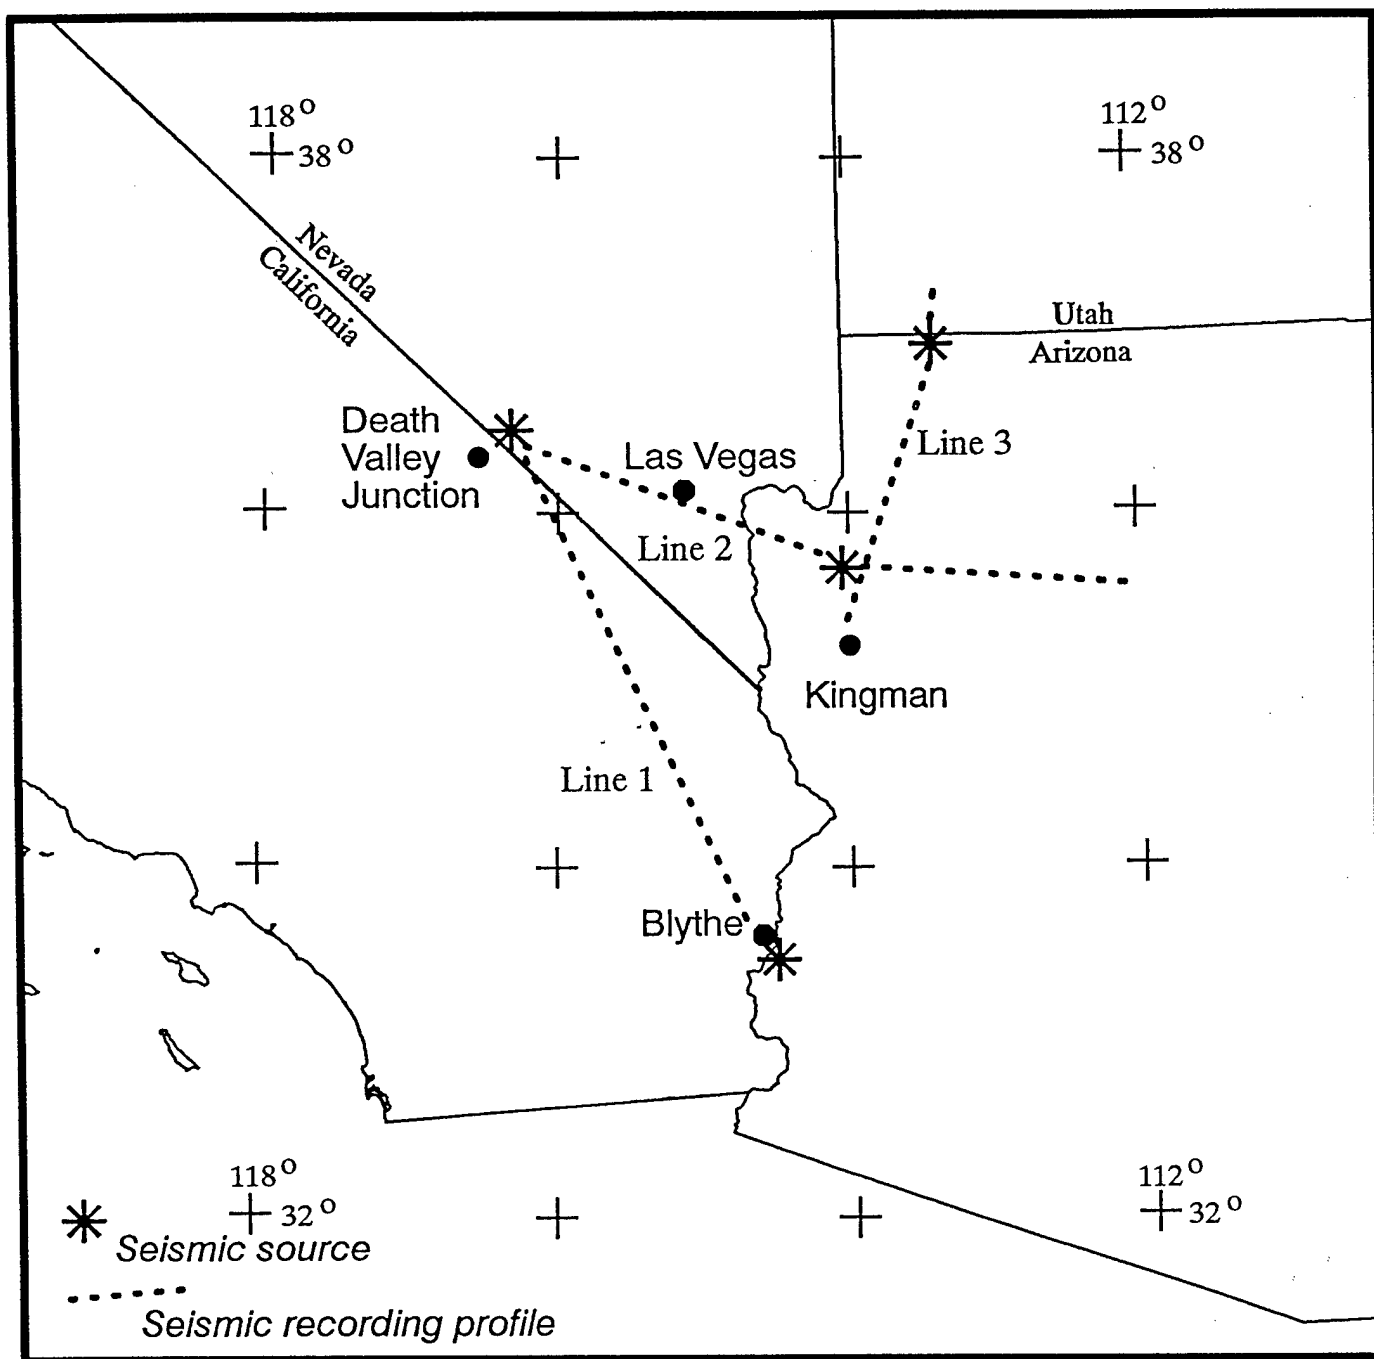 118°
38°
112°
38°
Nevada
California
Utah
Arizona
Death
Valley
Junction
Las Vegas
Line 3
Line 2
Kingman
Line 1
Blythe
118°
32°
112°
32°
Seismic source
Seismic recording profile